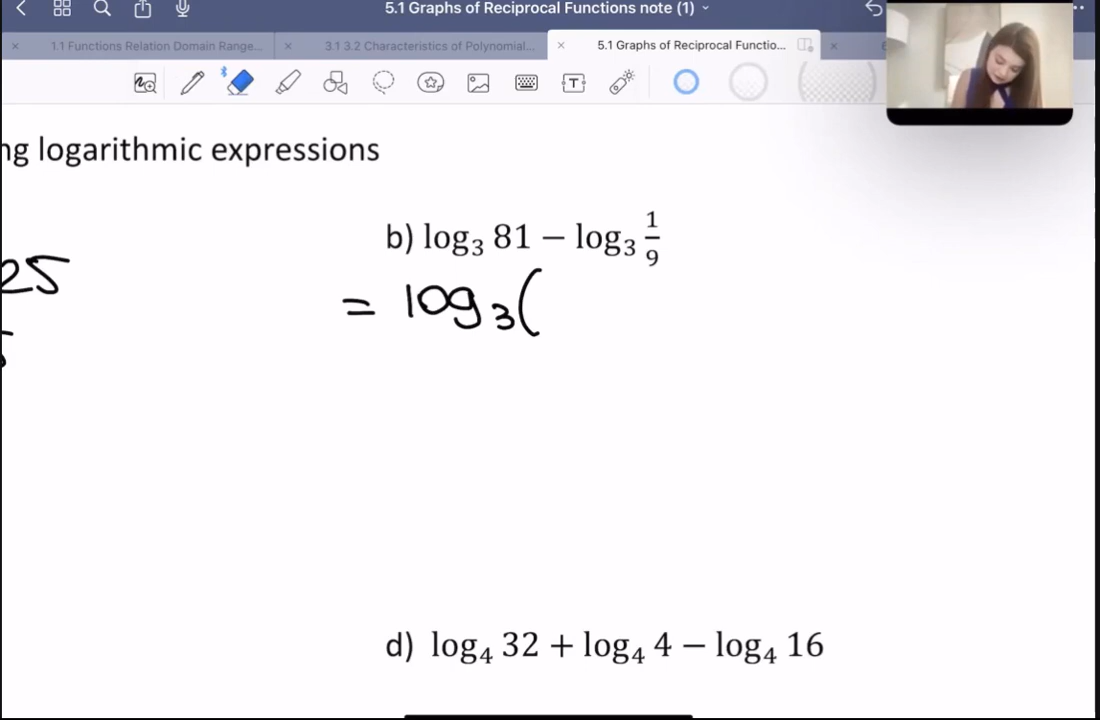 5.1 Graphs of Reciprocal Functions note (1)
1.1 Functions Relation Domain Range...
3.1 3.2 Characteristics of Polynomial...
5.1 Graphs of Reciprocal Functio...
ng logarithmic expressions
b) log₃ 81 − log₃ 1/9
25
= log₃(
d) log₄ 32 + log₄ 4 − log₄ 16